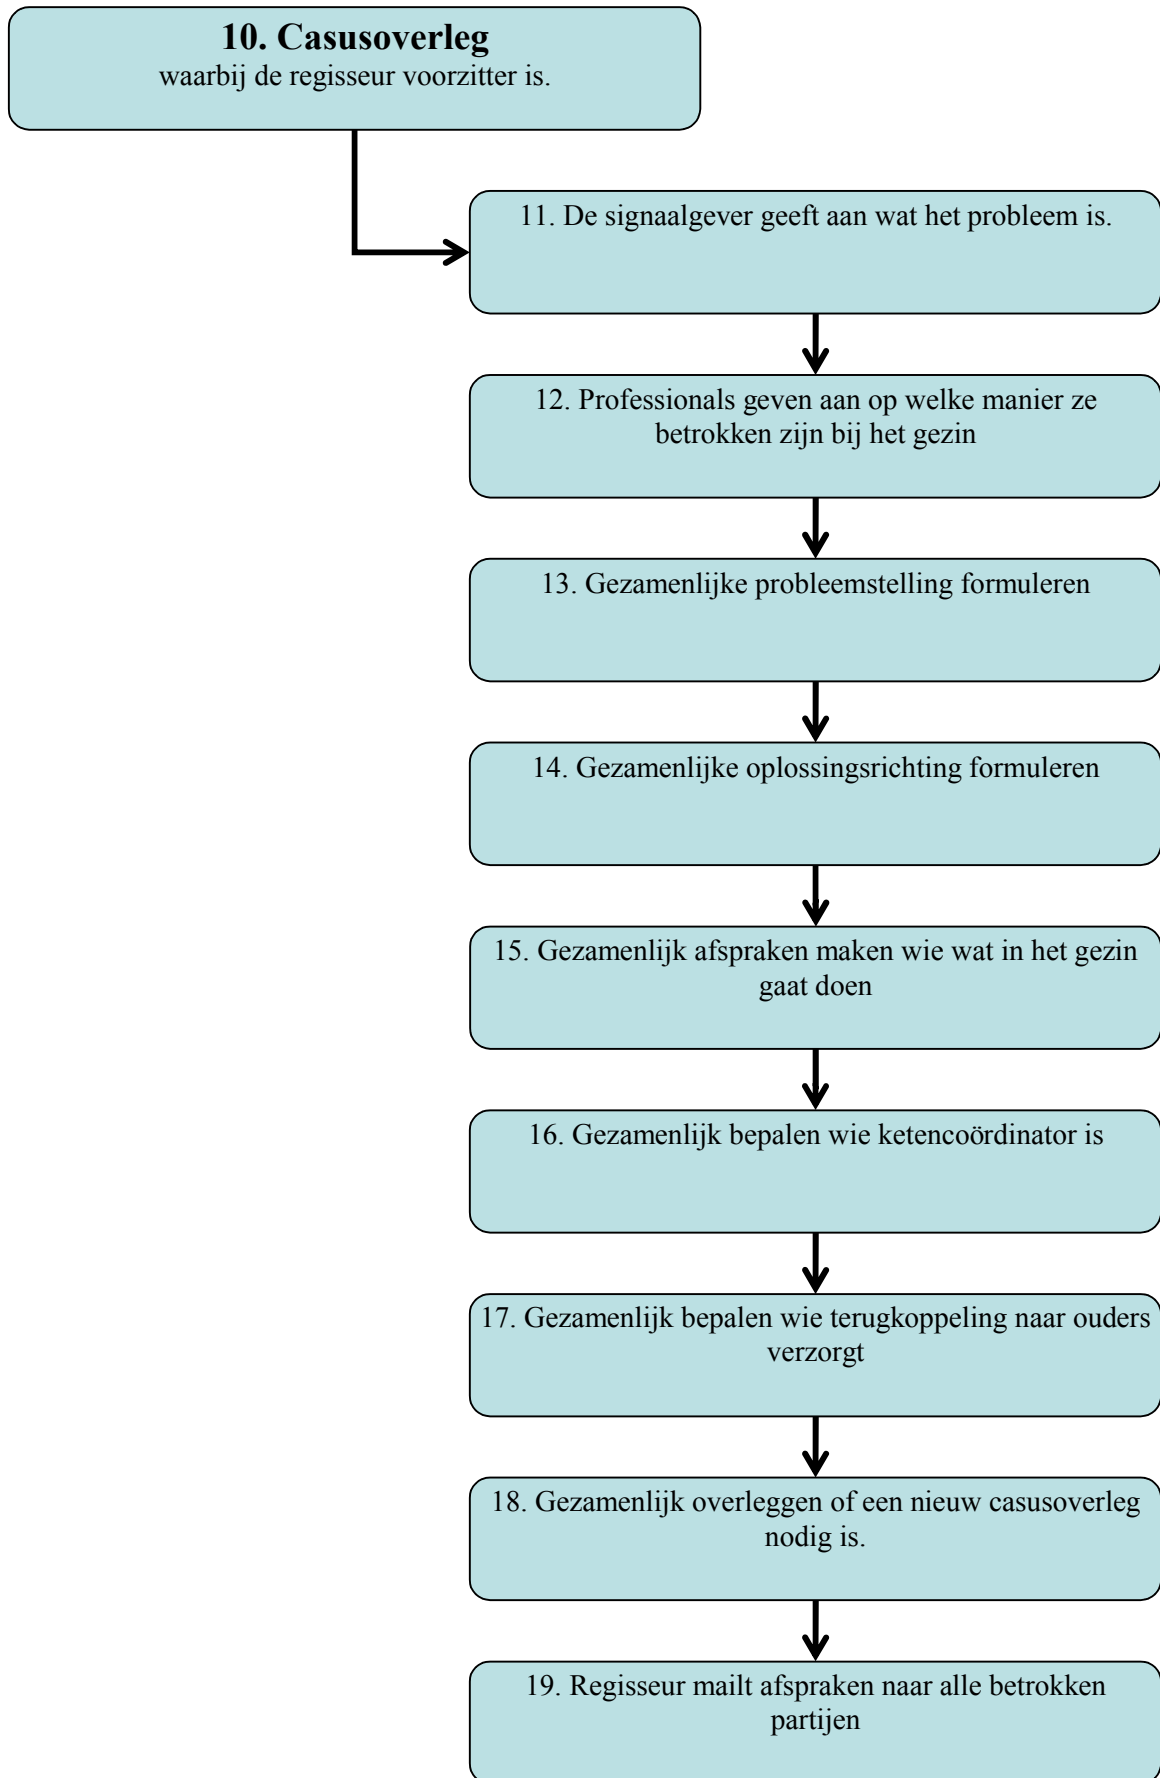 10. Casusoverleg
waarbij de regisseur voorzitter is.
11. De signaalgever geeft aan wat het probleem is.
12. Professionals geven aan op welke manier ze
betrokken zijn bij het gezin
13. Gezamenlijke probleemstelling formuleren
14. Gezamenlijke oplossingsrichting formuleren
15. Gezamenlijk afspraken maken wie wat in het gezin
gaat doen
16. Gezamenlijk bepalen wie ketencoördinator is
17. Gezamenlijk bepalen wie terugkoppeling naar ouders
verzorgt
18. Gezamenlijk overleggen of een nieuw casusoverleg
nodig is.
19. Regisseur mailt afspraken naar alle betrokken
partijen